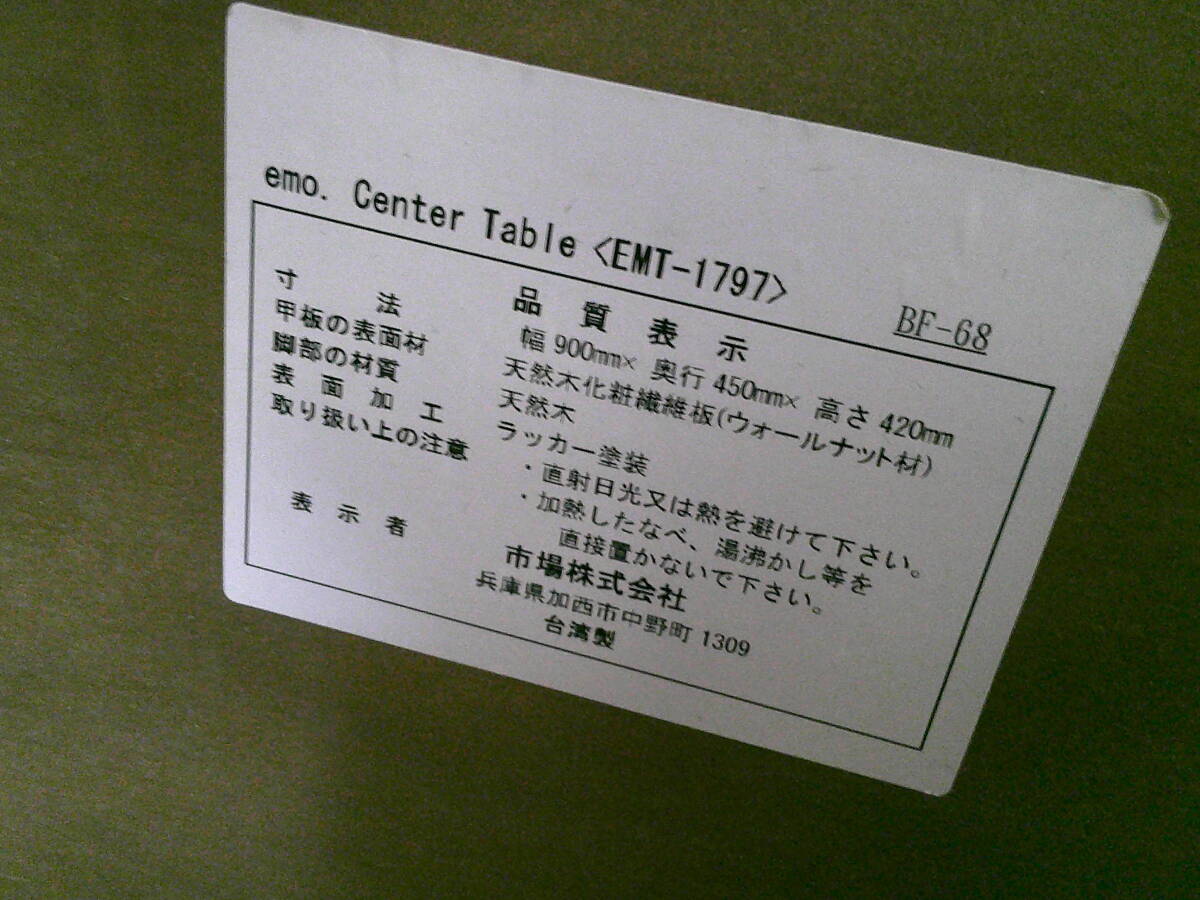 emo. Center Table <EMT-1797>
BF-68
品質表示
寸法 幅 900mm× 奥行 450mm× 高さ 420mm
甲板の表面材 天然木化粧繊維板(ウォールナット材)
脚部の材質 天然木
表面加工 ラッカー塗装
取り扱い上の注意 ・直射日光又は熱を避けて下さい。
・加熱したなべ、湯沸かし等を
直接置かないで下さい。
表示者 市場株式会社
兵庫県加西市中野町 1309
台湾製